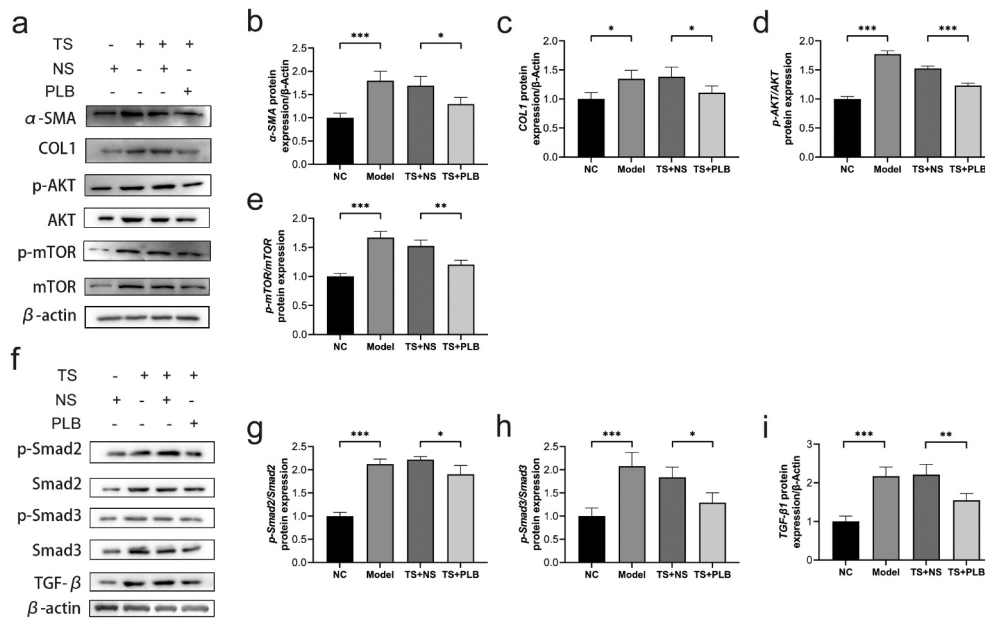 a
TS - + + +
NS + - + -
PLB - - - +
α-SMA
COL1
p-AKT
AKT
p-mTOR
mTOR
β-actin
b
α-SMA protein
expression/β-Actin
2.5
2.0
1.5
1.0
0.5
0.0
*** *
NC Model TS+NS TS+PLB
c
COL1 protein
expression/β-Actin
2.0
1.5
1.0
0.5
0.0
* *
NC Model TS+NS TS+PLB
d
p-AKT/AKT
protein expression
2.0
1.5
1.0
0.5
0.0
*** ***
NC Model TS+NS TS+PLB
e
p-mTOR/mTOR
protein expression
2.0
1.5
1.0
0.5
0.0
*** **
NC Model TS+NS TS+PLB
f
TS - + + +
NS + - + -
PLB - - - +
p-Smad2
Smad2
p-Smad3
Smad3
TGF-β
β-actin
g
p-Smad2/Smad2
protein expression
2.5
2.0
1.5
1.0
0.5
0.0
*** *
NC Model TS+NS TS+PLB
h
p-Smad3/Smad3
protein expression
2.5
2.0
1.5
1.0
0.5
0.0
*** *
NC Model TS+NS TS+PLB
i
TGF-β1 protein
expression/β-Actin
3
2
1
0
*** **
NC Model TS+NS TS+PLB